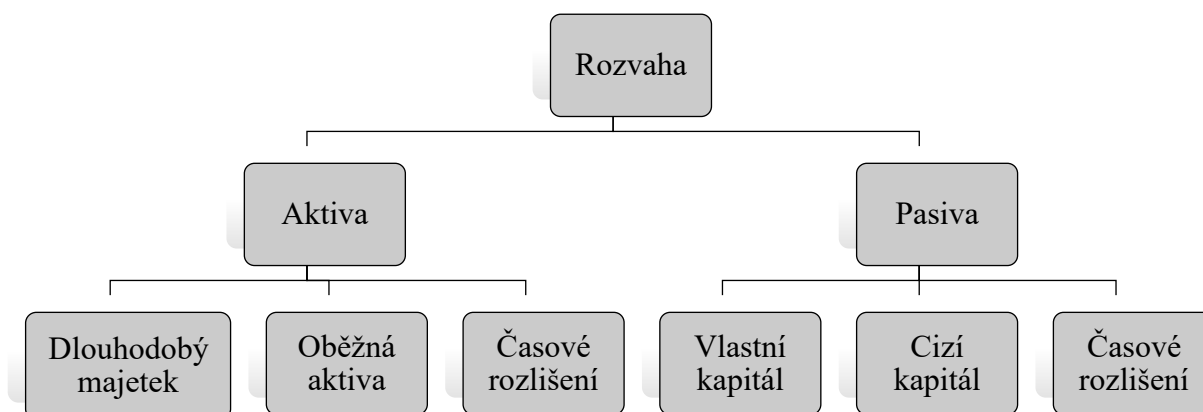 Rozvaha
Aktiva
Pasiva
Dlouhodobý
majetek
Oběžná
aktiva
Časové
rozlišení
Vlastní
kapitál
Cizí
kapitál
Časové
rozlišení